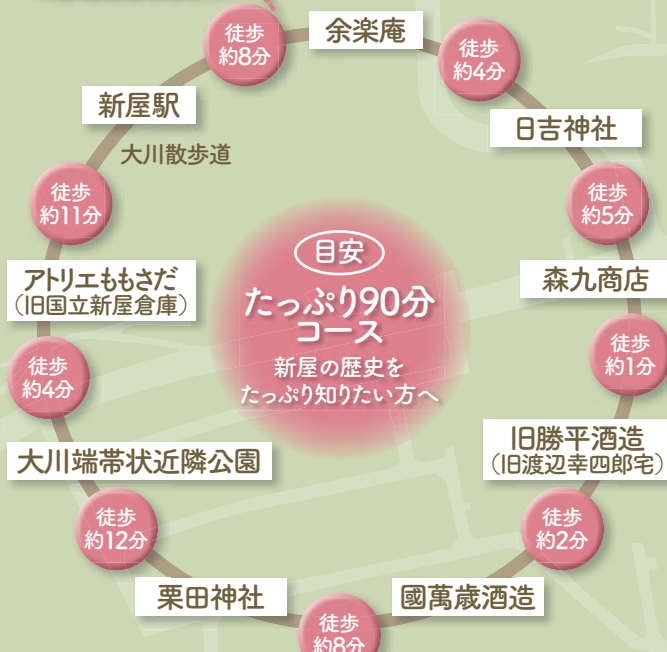 徒歩
約8分
余楽庵
徒歩
約4分
新屋駅
日吉神社
大川散歩道
徒歩
約11分
徒歩
約5分
目安
たっぷり90分
コース
新屋の歴史を
たっぷり知りたい方へ
アトリエももさだ
（旧国立新屋倉庫）
森九商店
徒歩
約4分
徒歩
約1分
大川端帯状近隣公園
旧勝平酒造
（旧渡辺幸四郎宅）
徒歩
約12分
徒歩
約2分
栗田神社
國萬歳酒造
徒歩
約8分